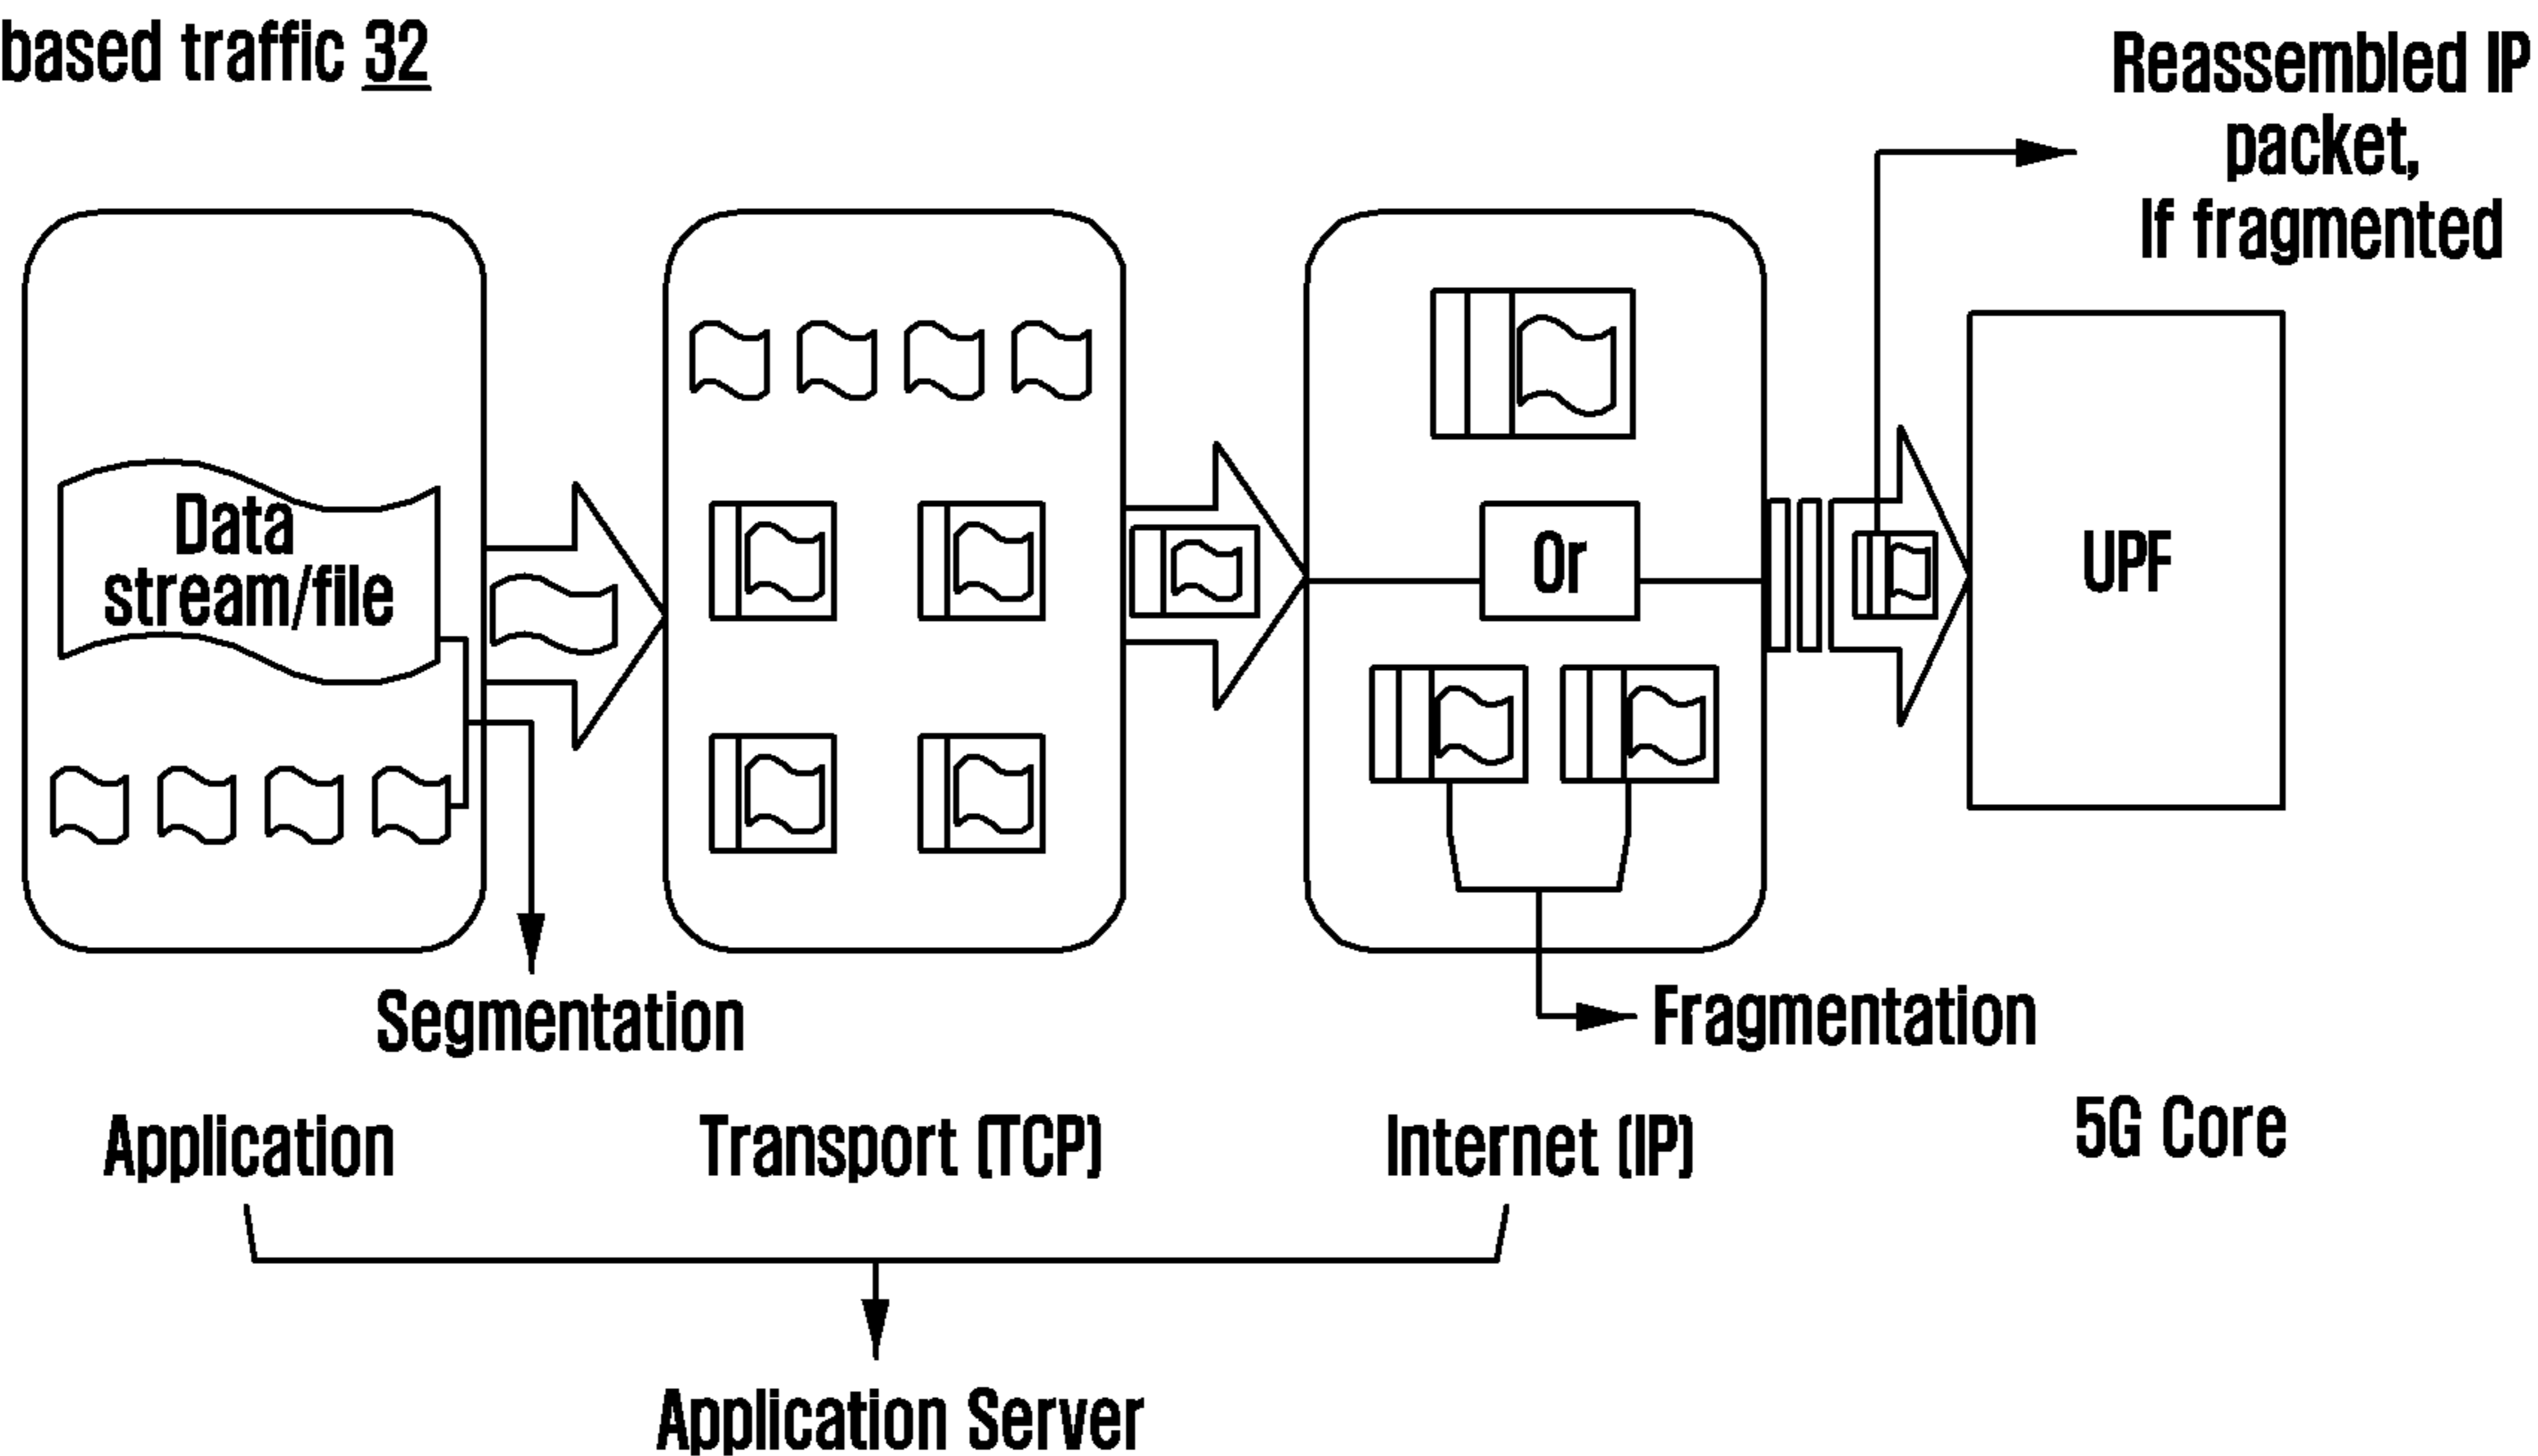 based traffic 32
Reassembled IP
packet,
If fragmented
Data
stream/file
Or
UPF
Segmentation
Fragmentation
Application
Transport (TCP)
Internet (IP)
5G Core
Application Server